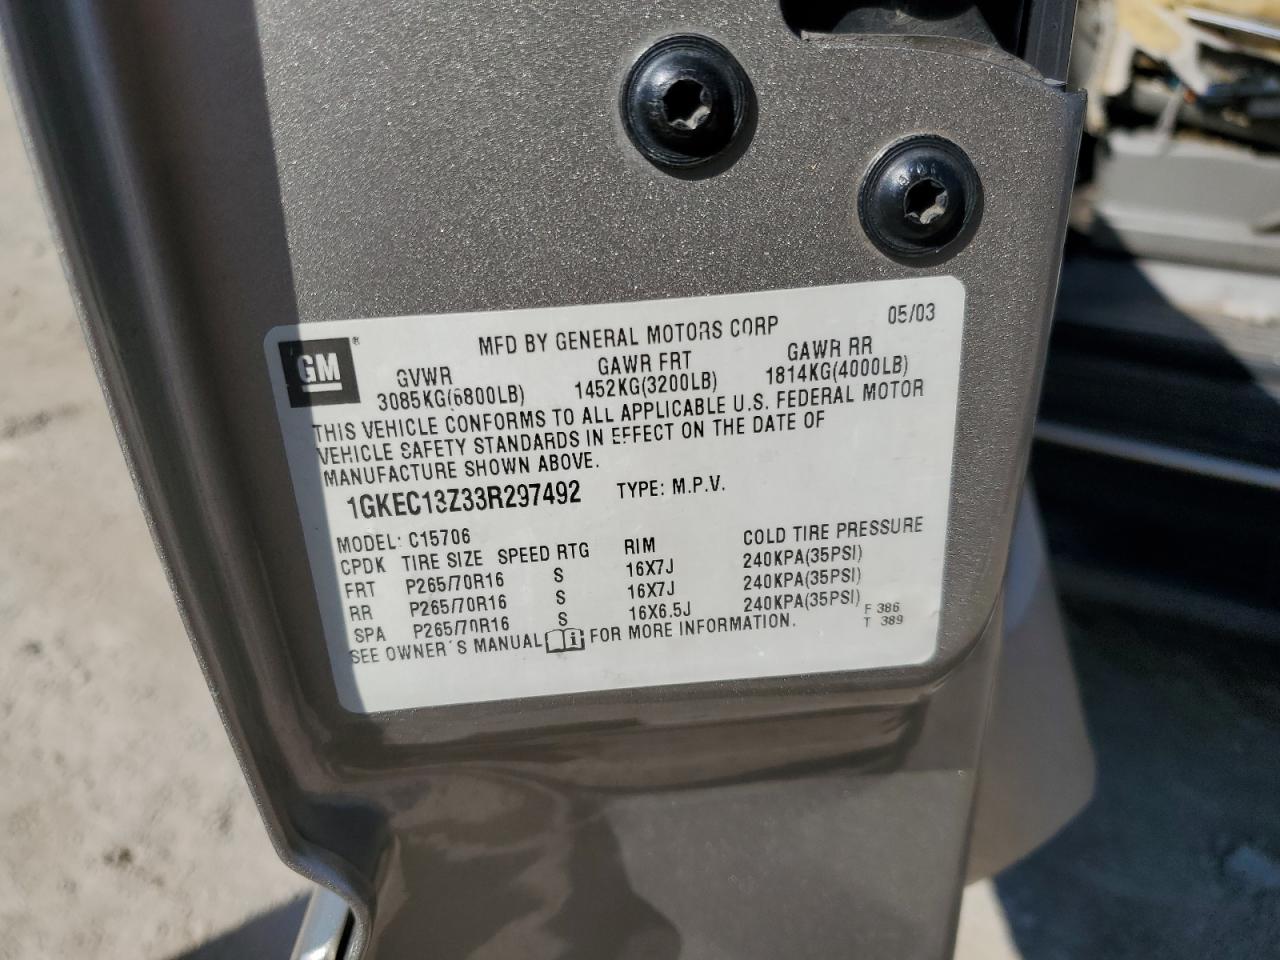 05/03
MFD BY GENERAL MOTORS CORP
GM®
GVWR GAWR FRT GAWR RR
3085KG(6800LB) 1452KG(3200LB) 1814KG(4000LB)
THIS VEHICLE CONFORMS TO ALL APPLICABLE U.S. FEDERAL MOTOR
VEHICLE SAFETY STANDARDS IN EFFECT ON THE DATE OF
MANUFACTURE SHOWN ABOVE.
1GKEC13Z33R297492 TYPE: M.P.V.
MODEL: C15706
CPDK TIRE SIZE SPEED RTG RIM COLD TIRE PRESSURE
FRT P265/70R16 S 16X7J 240KPA(35PSI)
RR P265/70R16 S 16X7J 240KPA(35PSI)
SPA P265/70R16 S 16X6.5J 240KPA(35PSI)
SEE OWNER'S MANUAL FOR MORE INFORMATION.
F 386
T 389